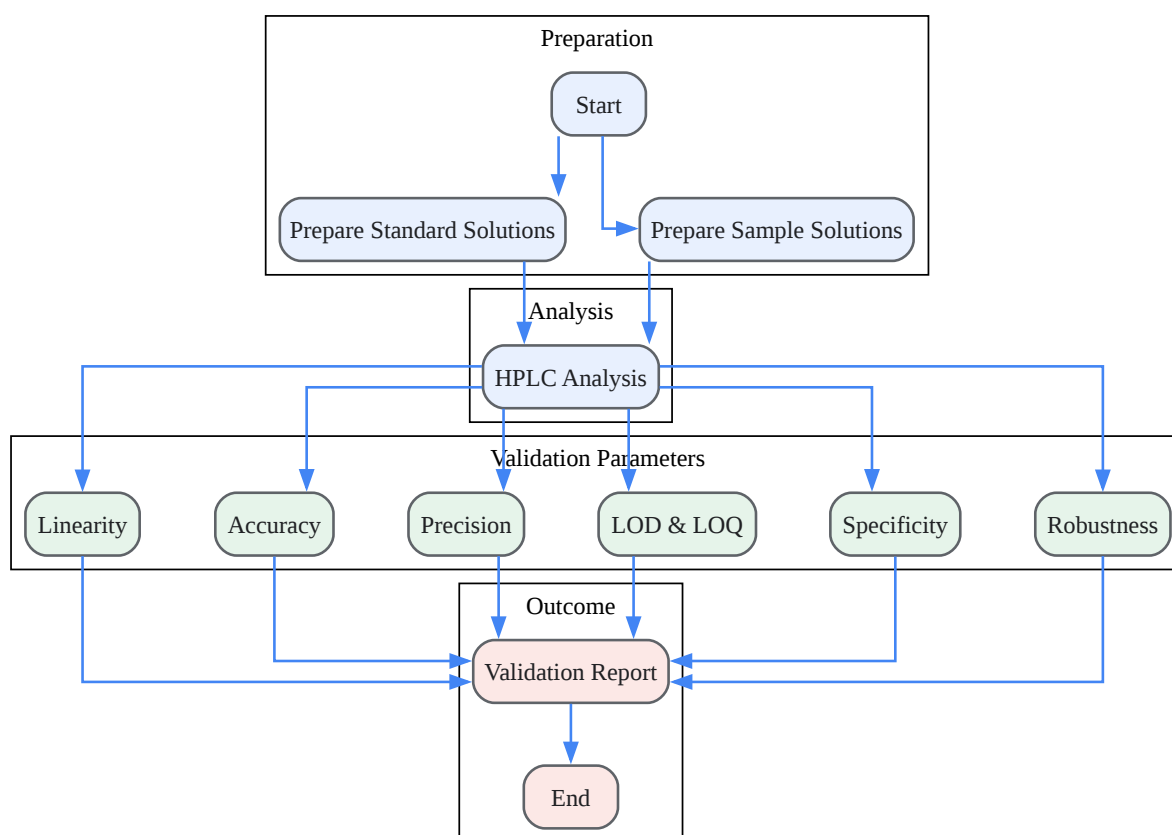 Preparation
Start
Prepare Standard Solutions
Prepare Sample Solutions
Analysis
HPLC Analysis
Validation Parameters
Linearity
Accuracy
Precision
LOD & LOQ
Specificity
Robustness
Outcome
Validation Report
End